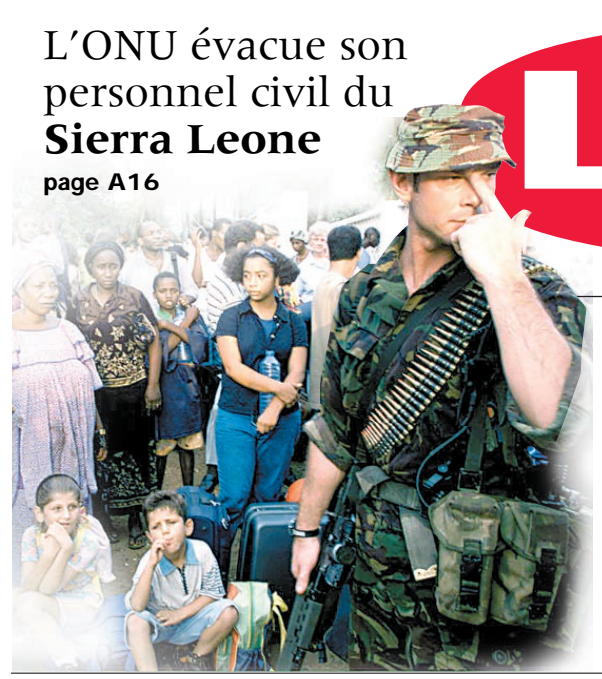 L’ONU évacue son
personnel civil du
Sierra Leone
page A16
L